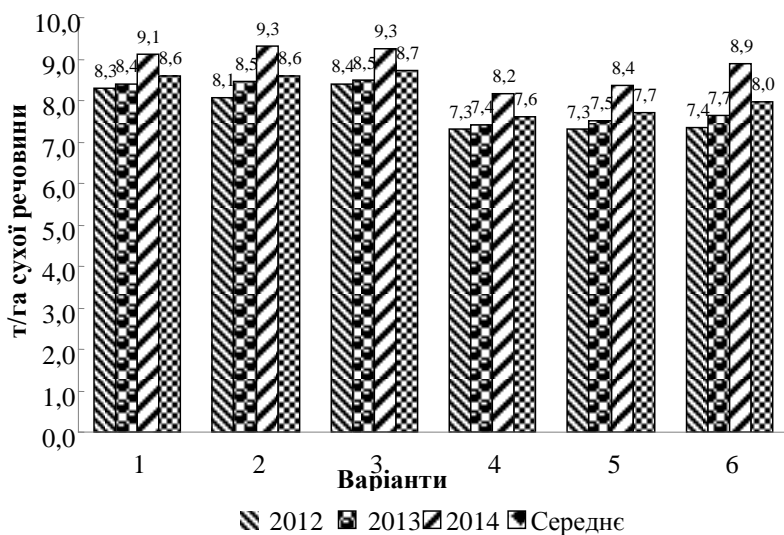 т/га сухої речовини
10,0
9,0
8,0
7,0
6,0
5,0
4,0
3,0
2,0
1,0
0,0
8,3 8,4 9,1 8,6
8,1 8,5 9,3 8,6
8,4 8,5 9,3 8,7
7,3 7,4 8,2 7,6
7,3 7,5 8,4 7,7
7,4 7,7 8,9 8,0
1 2 3 4 5 6
Варіанти
2012 2013 2014 Середнє